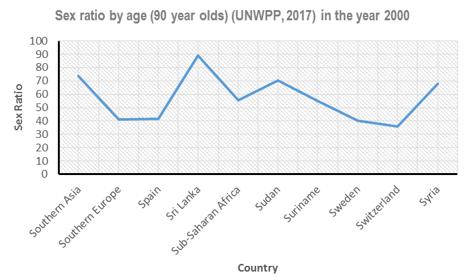 Sex ratio by age (90 year olds) (UNWPP, 2017) in the year 2000
100
90
80
70
60
50
40
30
20
10
0
Sex Ratio
Southern Asia
Southern Europe
Spain
Sri Lanka
Sub-Saharan Africa
Sudan
Suriname
Sweden
Switzerland
Syria
Country